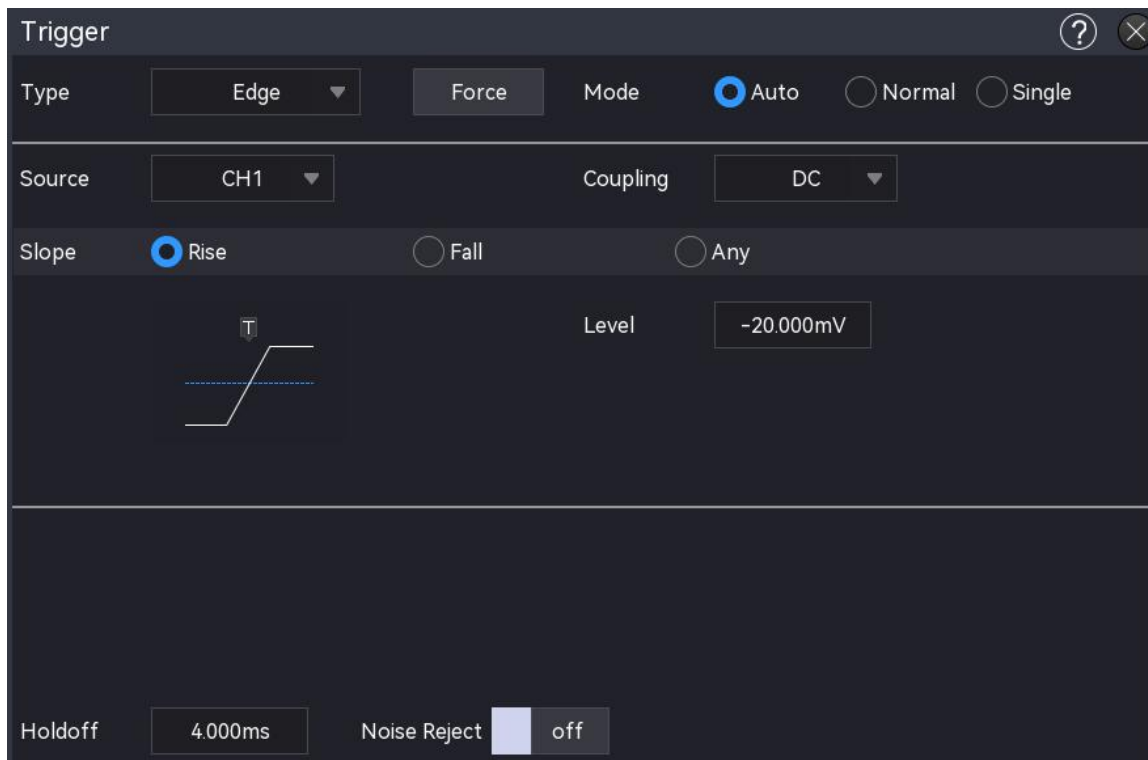 Trigger ?
Type Edge Force Mode Auto Normal Single
Source CH1 Coupling DC
Slope Rise Fall Any
T
Level -20.000mV
Holdoff 4.000ms Noise Reject off